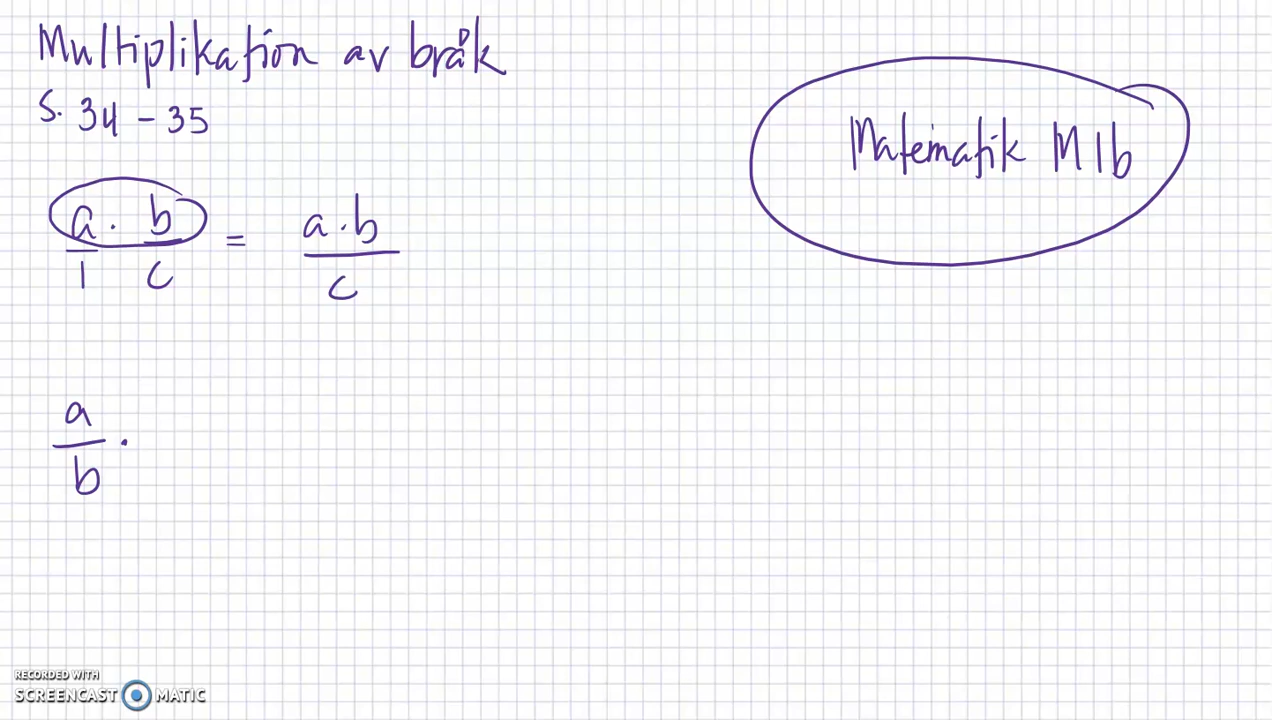 Multiplikation av bråk
s. 34 - 35
Matematik M1b
a/1 · b/c = a · b/c
a/b ·
RECORDED WITH
SCREENCAST MATIC